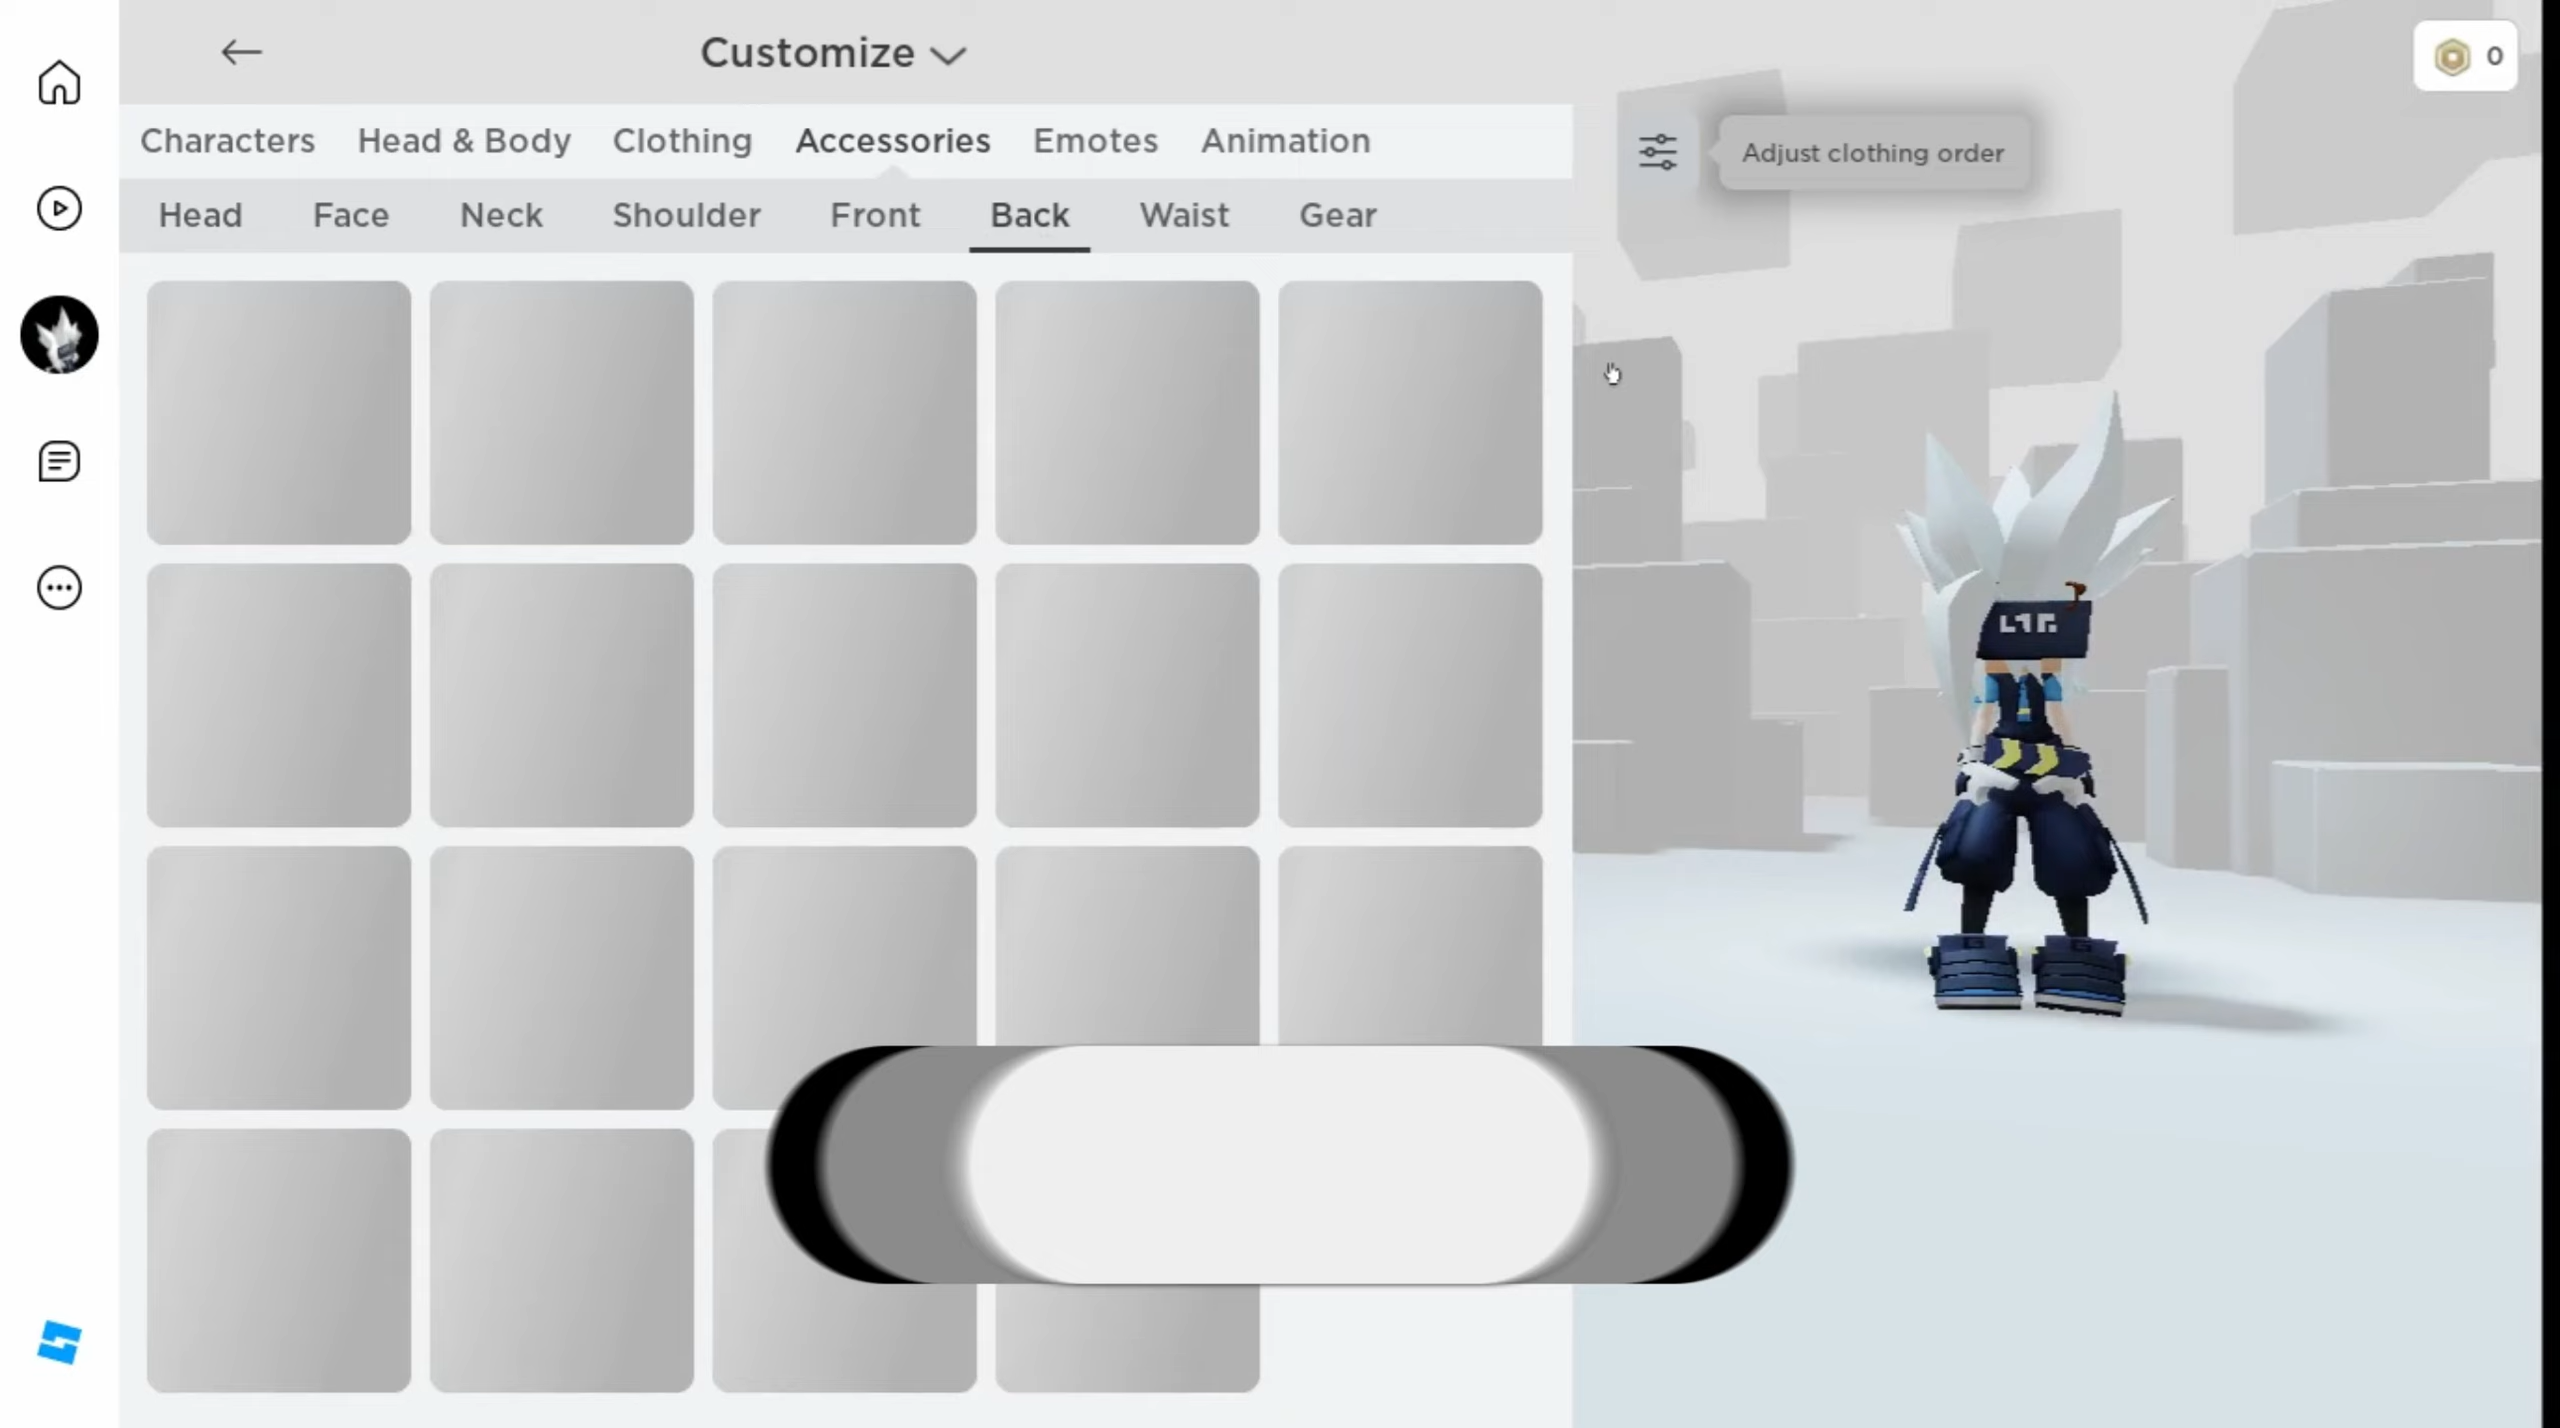 Customize
0
Characters Head & Body Clothing Accessories Emotes Animation
Adjust clothing order
Head Face Neck Shoulder Front Back Waist Gear